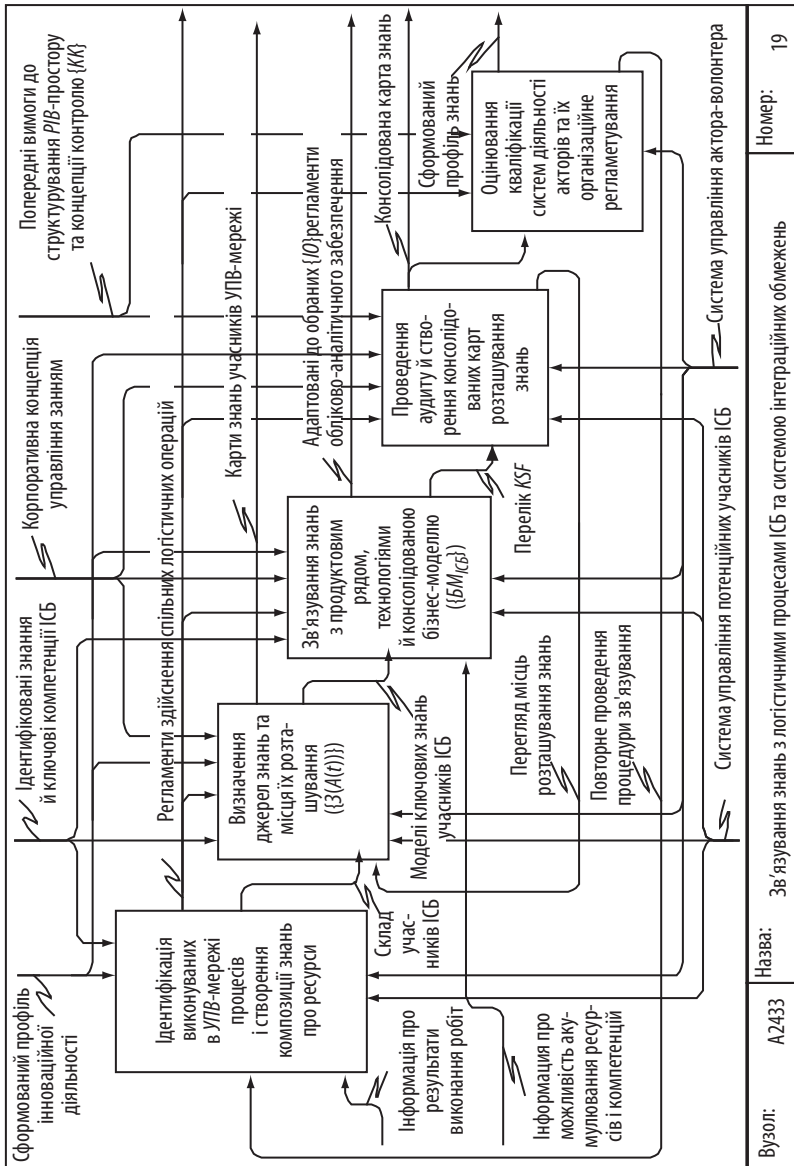 Сформований профіль
інноваційної
діяльності
Ідентифіковані знання
й ключові компетенції ІСБ
Корпоративна концепція
управління занням
Попередні вимоги до
структурування РІВ-простору
та концепції контролю {КК}
Регламенти здійснення спільних логістичних операцій
Карти знань учасників УПВ-мережі
Адаптовані до обраних {ІО}регламенти
обліково-аналітичного забезпечення
Консолідована карта знань
Сформований
профіль знань
Ідентифікація
виконуваних
в УПВ-мережі
процесів
і створення
композиції знань
про ресурси
Визначення
джерел знань та
місця їх розта-
шування
({З(А(t))})
Зв'язування знань
з продуктовим
рядом,
технологіями
й консолідованою
бізнес-моделлю
({БМІСБ})
Проведення
аудиту й ство-
рення консолідо-
ваних карт
розташування
знань
Оцінювання
кваліфікації
систем діяльності
акторів та їх
організаційне
регламетування
Склад
учас-
ників ІСБ
Моделі ключових знань
учасників ІСБ
Перелік KSF
Перегляд місць
розташування знань
Повторне проведення
процедури зв'язування
Інформація про
результати
виконання робіт
Інформация про
можливість аку-
мулювання ресур-
сів і компетенцій
Система управління потенційних учасників ІСБ
Система управління актора-волонтера
Вузол:
А2433
Назва:
Зв'язування знань з логістичними процесами ІСБ та системою інтеграційних обмежень
Номер:
19